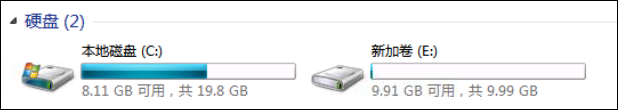 硬盘 (2)
本地磁盘 (C:)
8.11 GB 可用，共 19.8 GB
新加卷 (E:)
9.91 GB 可用，共 9.99 GB